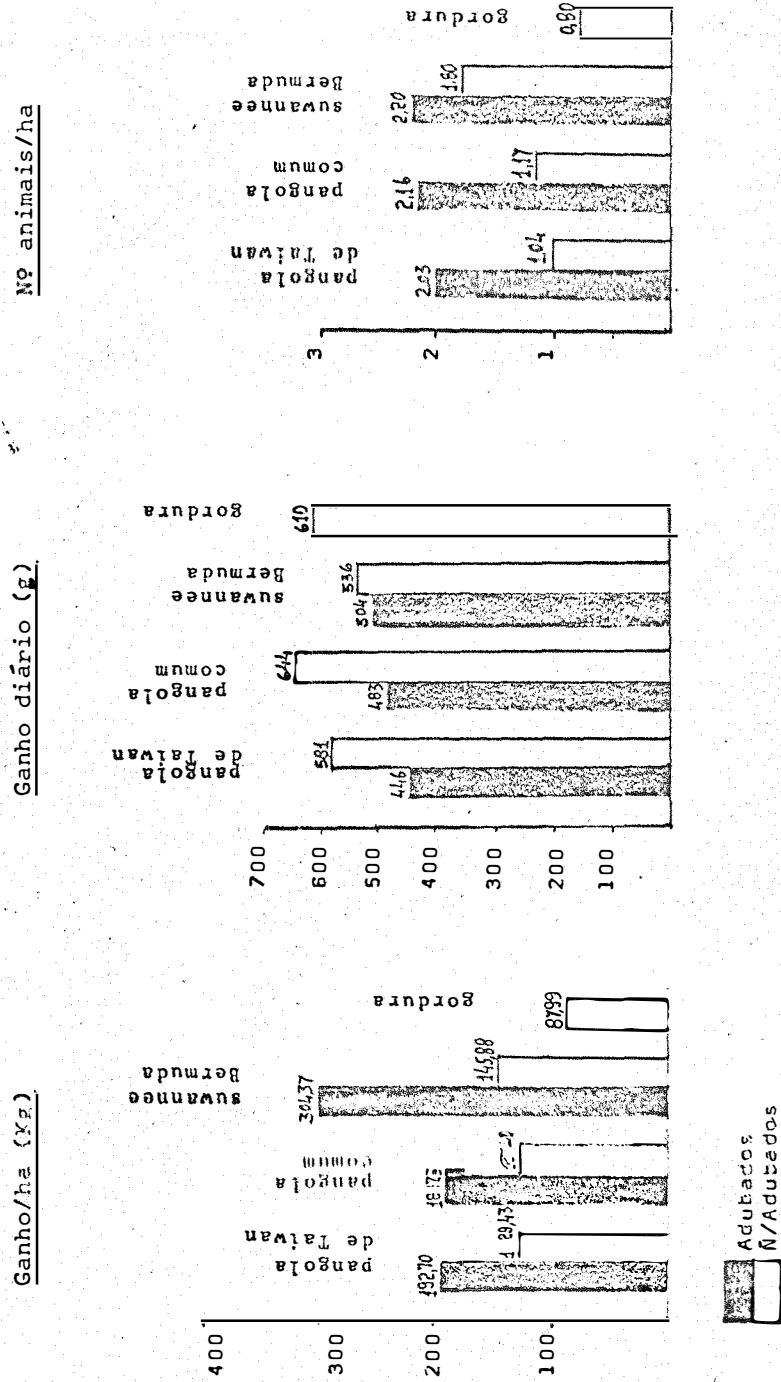 Ganho/ha (Kg)
400
300
200
100
192,70
129,43
pangola
de Taiwan
pangola
comum
304,37
145,88
suwannee
Bermuda
87,99
gordura
Adubados
Ñ/Adubados
Ganho diário (g)
700
600
500
400
300
200
100
446
581
pangola
de Taiwan
483
644
pangola
comum
504
536
suwannee
Bermuda
610
gordura
Nº animais/ha
3
2
1
2,03
1,04
pangola
de Taiwan
2,16
1,17
pangola
comum
2,20
1,80
suwannee
Bermuda
0,80
gordura